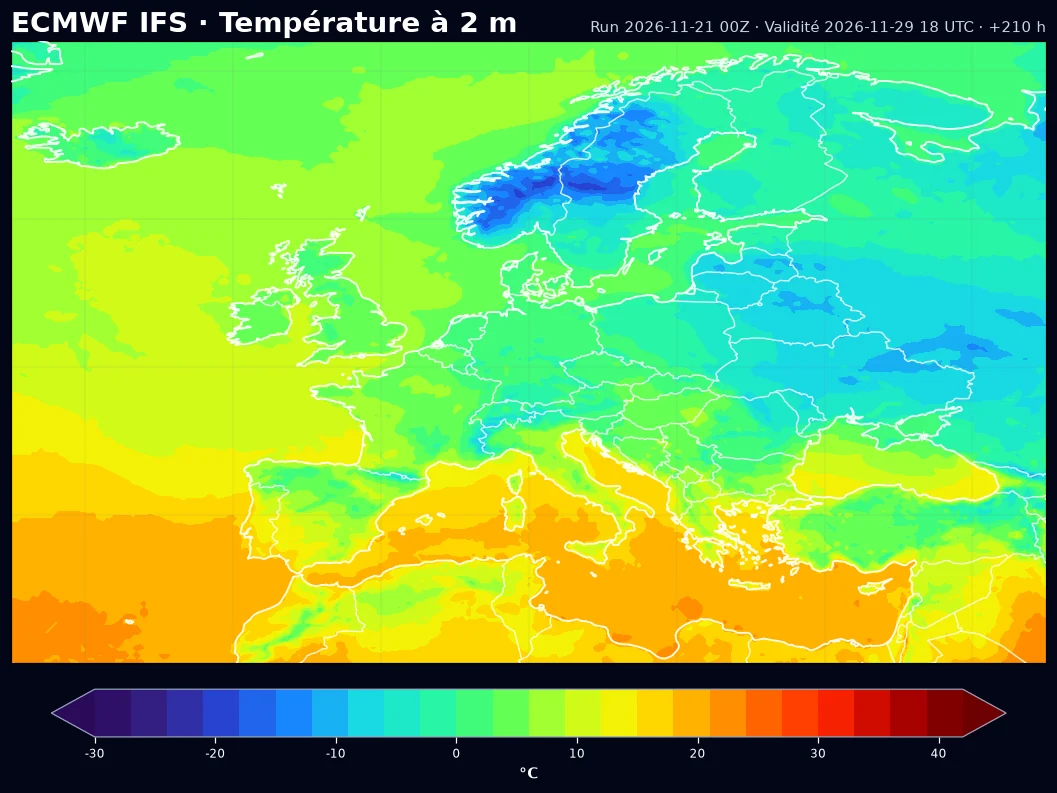 ECMWF IFS · Température à 2 m
Run 2026-11-21 00Z · Validité 2026-11-29 18 UTC · +210 h
-30 -20 -10 0 10 20 30 40
°C